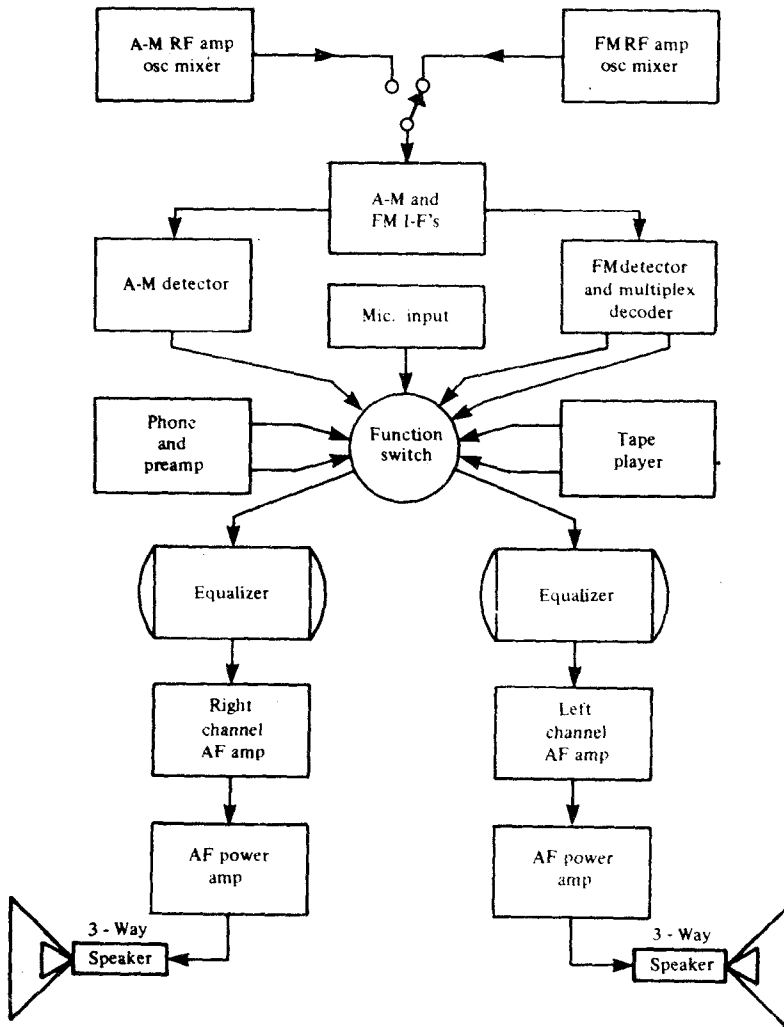 A-M RF amp
osc mixer
FM RF amp
osc mixer
A-M and
FM I-F's
A-M detector
Mic. input
FM detector
and multiplex
decoder
Phone
and
preamp
Function
switch
Tape
player
Equalizer
Equalizer
Right
channel
AF amp
Left
channel
AF amp
AF power
amp
AF power
amp
3 - Way
Speaker
3 - Way
Speaker